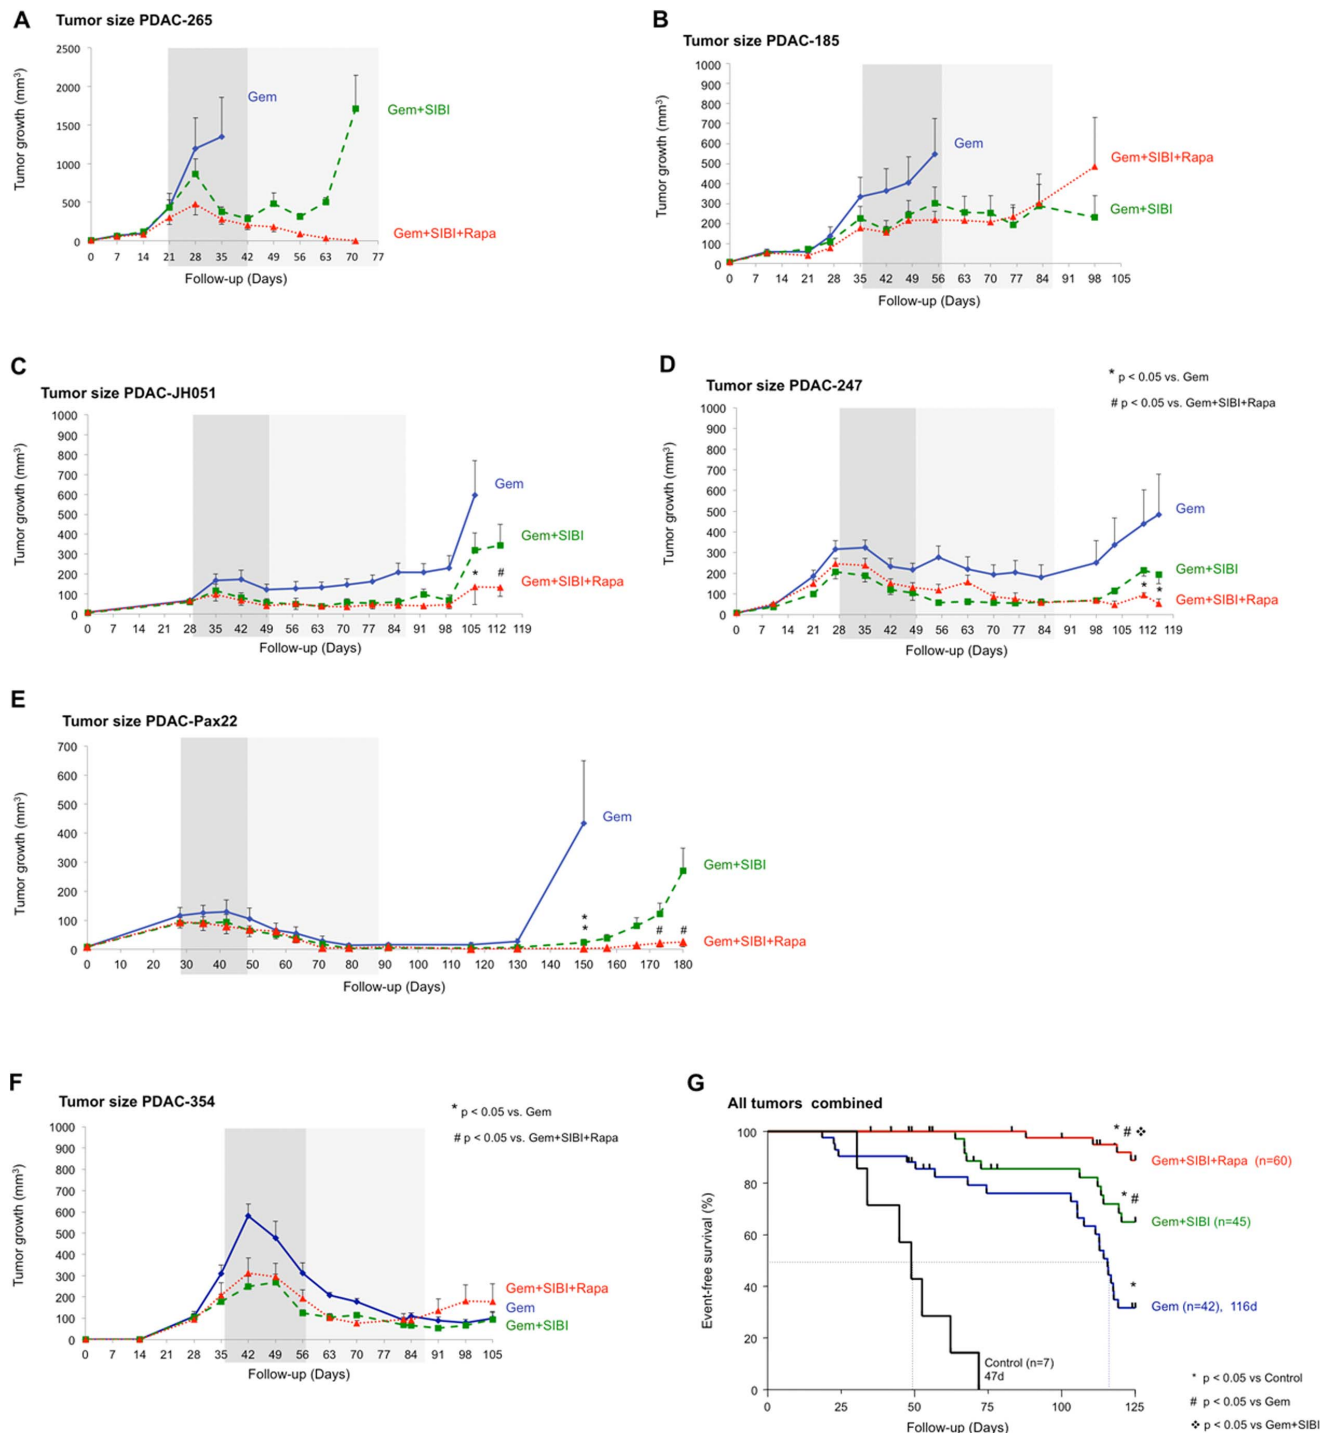 A
Tumor size PDAC-265
Tumor growth (mm³)
2500
2000
1500
1000
500
0
Gem
Gem+SIBI
Gem+SIBI+Rapa
0 7 14 21 28 35 42 49 56 63 70 77
Follow-up (Days)
B
Tumor size PDAC-185
Tumor growth (mm³)
1000
900
800
700
600
500
400
300
200
100
0
Gem
Gem+SIBI+Rapa
Gem+SIBI
0 7 14 21 28 35 42 49 56 63 70 77 84 91 98 105
Follow-up (Days)
C
Tumor size PDAC-JH051
Tumor growth (mm³)
1000
900
800
700
600
500
400
300
200
100
0
Gem
Gem+SIBI
* #
Gem+SIBI+Rapa
0 7 14 21 28 35 42 49 56 63 70 77 84 91 98 105 112 119
Follow-up (Days)
D
Tumor size PDAC-247
* p < 0.05 vs. Gem
# p < 0.05 vs. Gem+SIBI+Rapa
Tumor growth (mm³)
1000
900
800
700
600
500
400
300
200
100
0
Gem
Gem+SIBI
* *
Gem+SIBI+Rapa
0 7 14 21 28 35 42 49 56 63 70 77 84 91 98 105 112 119
Follow-up (Days)
E
Tumor size PDAC-Pax22
Tumor growth (mm³)
700
600
500
400
300
200
100
0
Gem
Gem+SIBI
*
* # #
Gem+SIBI+Rapa
0 10 20 30 40 50 60 70 80 90 100 110 120 130 140 150 160 170 180
Follow-up (Days)
F
Tumor size PDAC-354
* p < 0.05 vs. Gem
# p < 0.05 vs. Gem+SIBI+Rapa
Tumor growth (mm³)
1000
900
800
700
600
500
400
300
200
100
0
Gem+SIBI+Rapa
Gem
Gem+SIBI
0 7 14 21 28 35 42 49 56 63 70 77 84 91 98 105
Follow-up (Days)
G
All tumors combined
Event-free survival (%)
100
80
60
40
20
0
* # ❖
Gem+SIBI+Rapa (n=60)
* #
Gem+SIBI (n=45)
*
Gem (n=42), 116d
Control (n=7)
47d
0 25 50 75 100 125
Follow-up (Days)
* p < 0.05 vs Control
# p < 0.05 vs Gem
❖ p < 0.05 vs Gem+SIBI